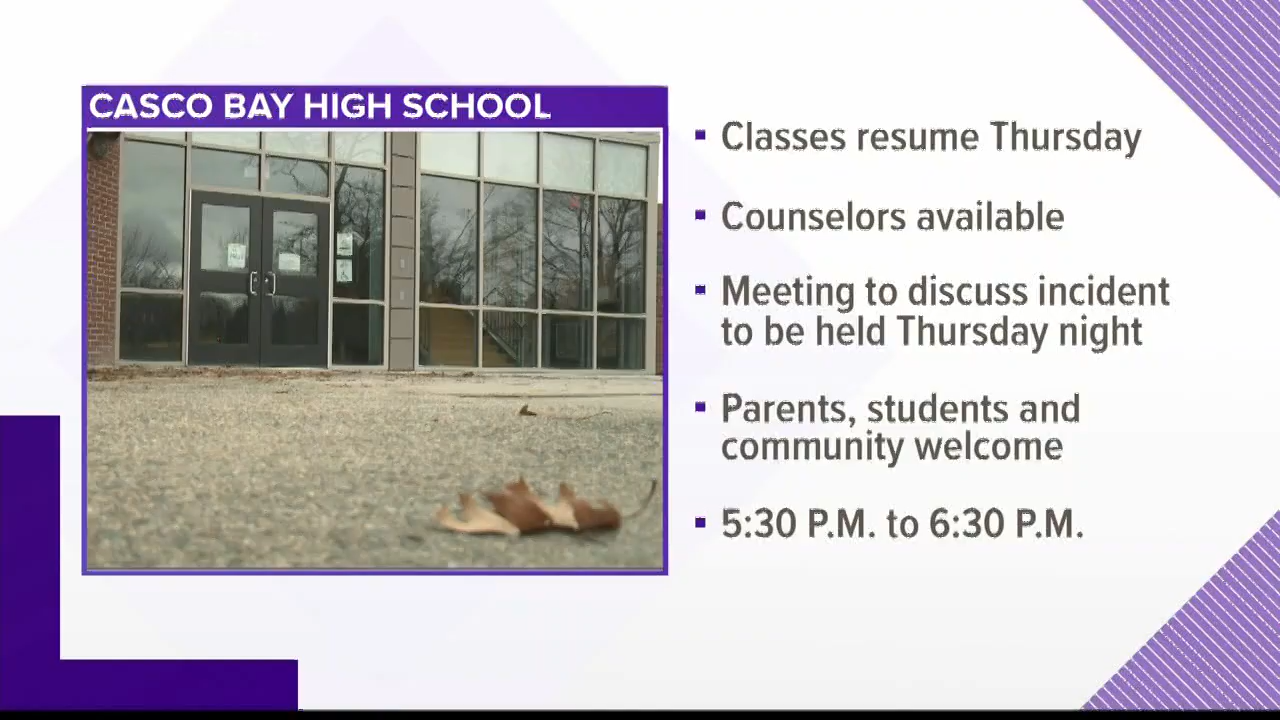 CASCO BAY HIGH SCHOOL
Classes resume Thursday
Counselors available
Meeting to discuss incident
to be held Thursday night
Parents, students and
community welcome
5:30 P.M. to 6:30 P.M.